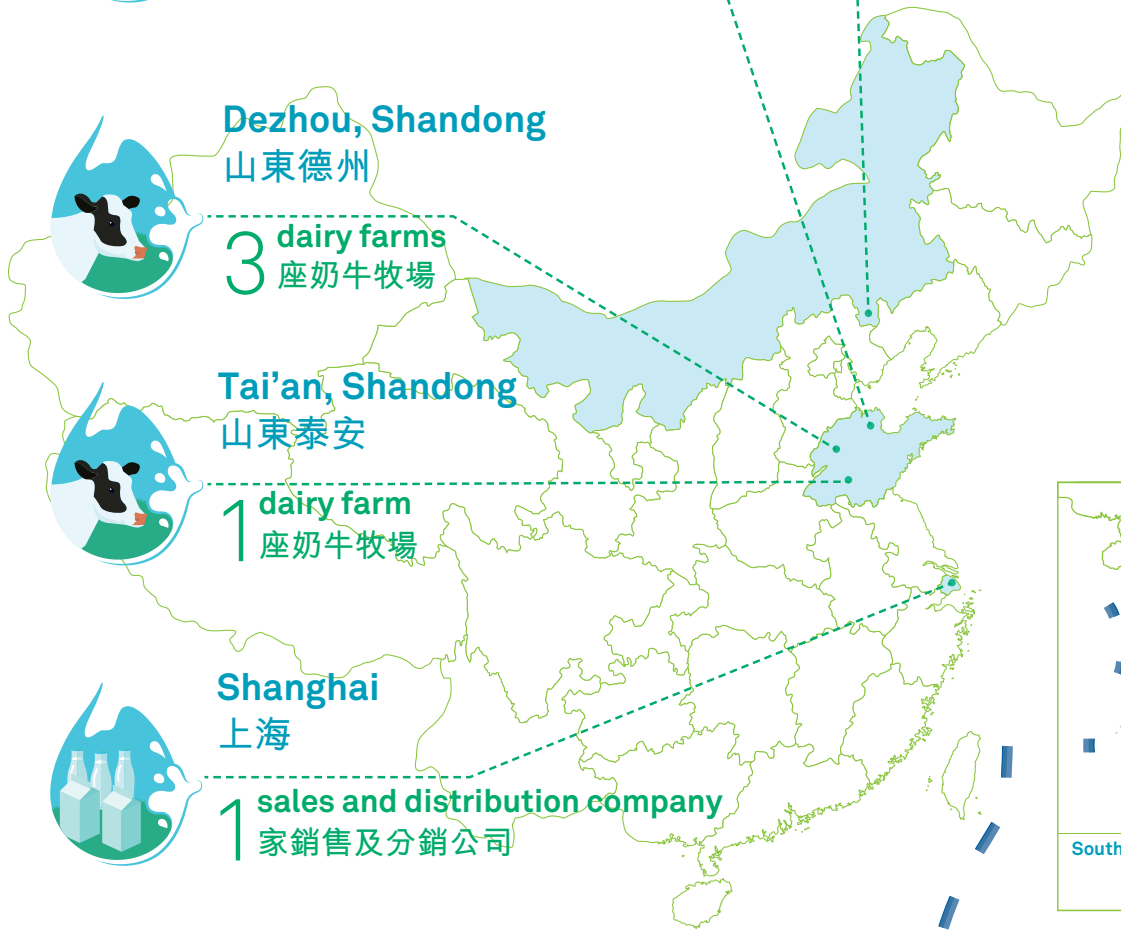 Dezhou, Shandong
山東德州
3 dairy farms
座奶牛牧場
Tai’an, Shandong
山東泰安
1 dairy farm
座奶牛牧場
Shanghai
上海
1 sales and distribution company
家銷售及分銷公司
South